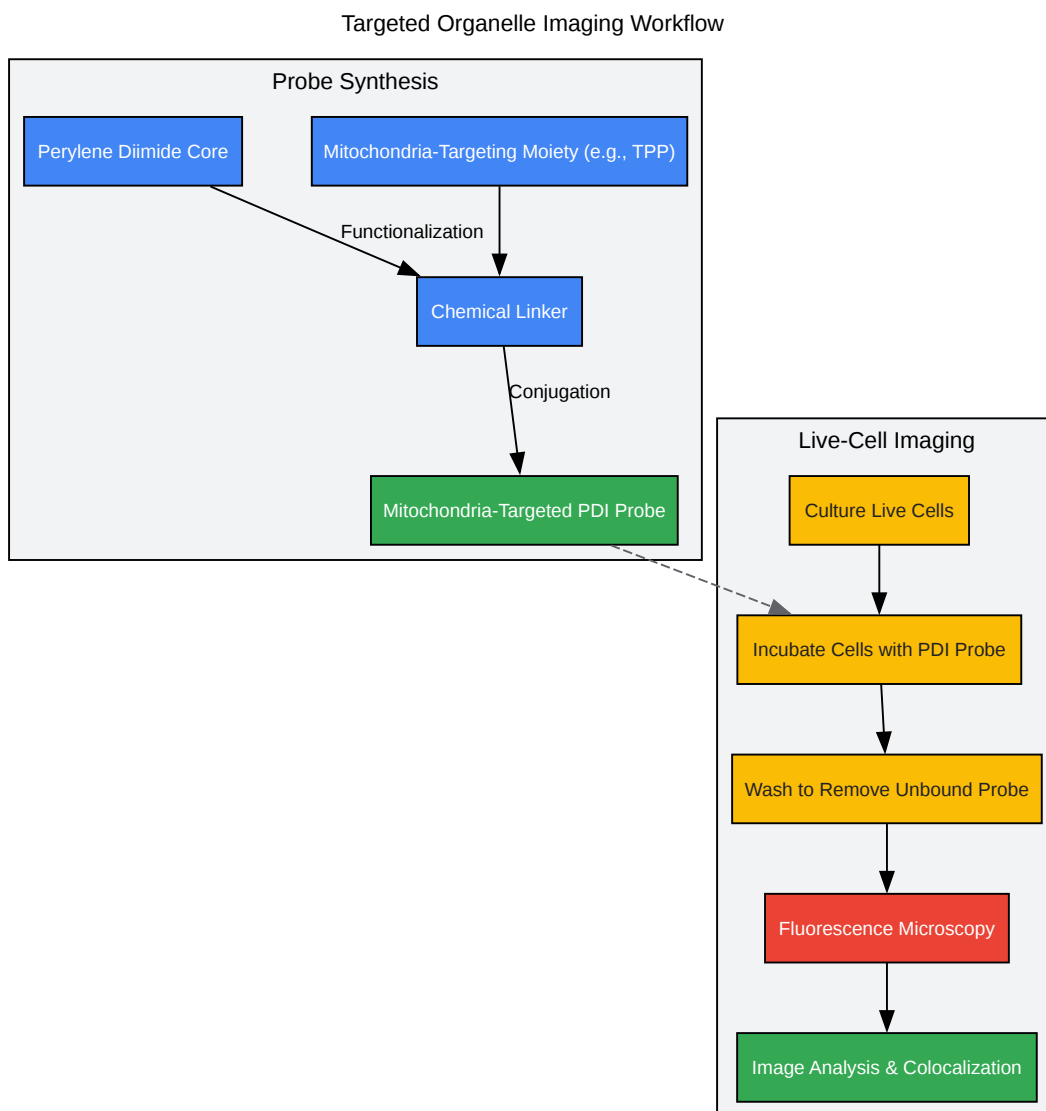 Targeted Organelle Imaging Workflow
Probe Synthesis
Perylene Diimide Core
Mitochondria-Targeting Moiety (e.g., TPP)
Functionalization
Chemical Linker
Conjugation
Mitochondria-Targeted PDI Probe
Live-Cell Imaging
Culture Live Cells
Incubate Cells with PDI Probe
Wash to Remove Unbound Probe
Fluorescence Microscopy
Image Analysis & Colocalization